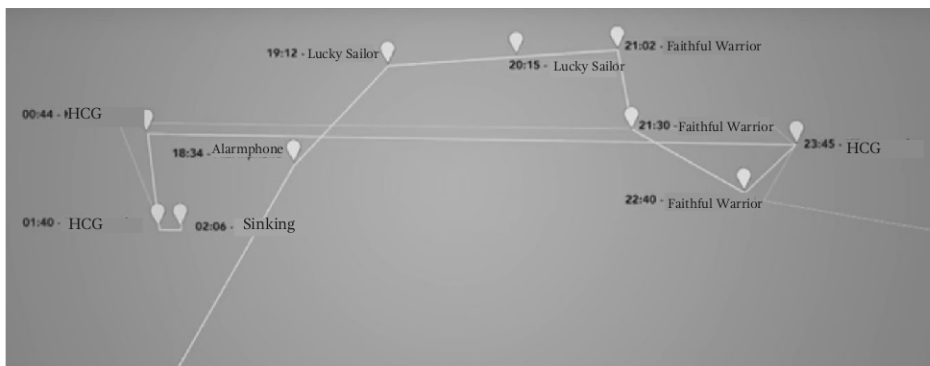 19:12 - Lucky Sailor
20:15 - Lucky Sailor
21:02 - Faithful Warrior
00:44 - HCG
18:34 - Alarmphone
21:30 - Faithful Warrior
23:45 - HCG
22:40 - Faithful Warrior
01:40 - HCG
02:06 - Sinking